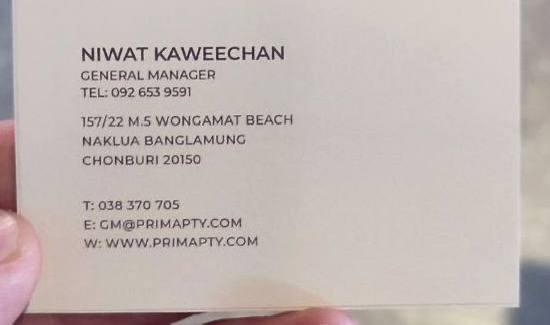 NIWAT KAWEECHAN
GENERAL MANAGER
TEL: 092 653 9591
157/22 M.5 WONGAMAT BEACH
NAKLUA BANGLAMUNG
CHONBURI 20150
T: 038 370 705
E: GM@PRIMAPTY.COM
W: WWW.PRIMAPTY.COM